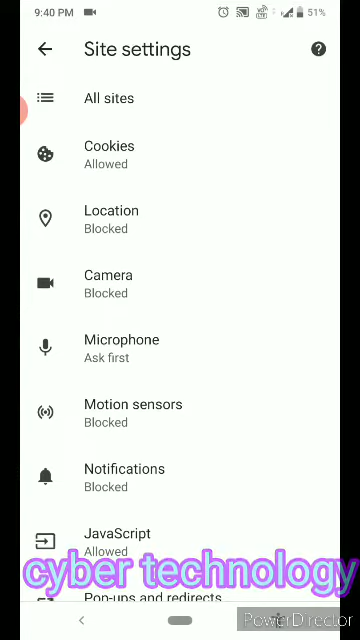 9:40 PM 51%
Site settings
All sites
Cookies
Allowed
Location
Blocked
Camera
Blocked
Microphone
Ask first
Motion sensors
Blocked
Notifications
Blocked
JavaScript
Allowed
cyber technology
Pop-ups and redirects
PowerDirector